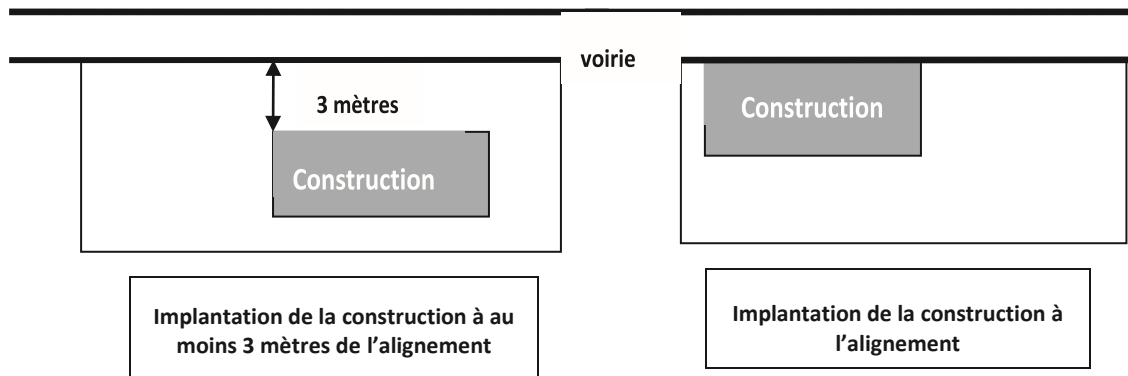 voirie
3 mètres
Construction
Construction
Implantation de la construction à au
moins 3 mètres de l’alignement
Implantation de la construction à
l’alignement